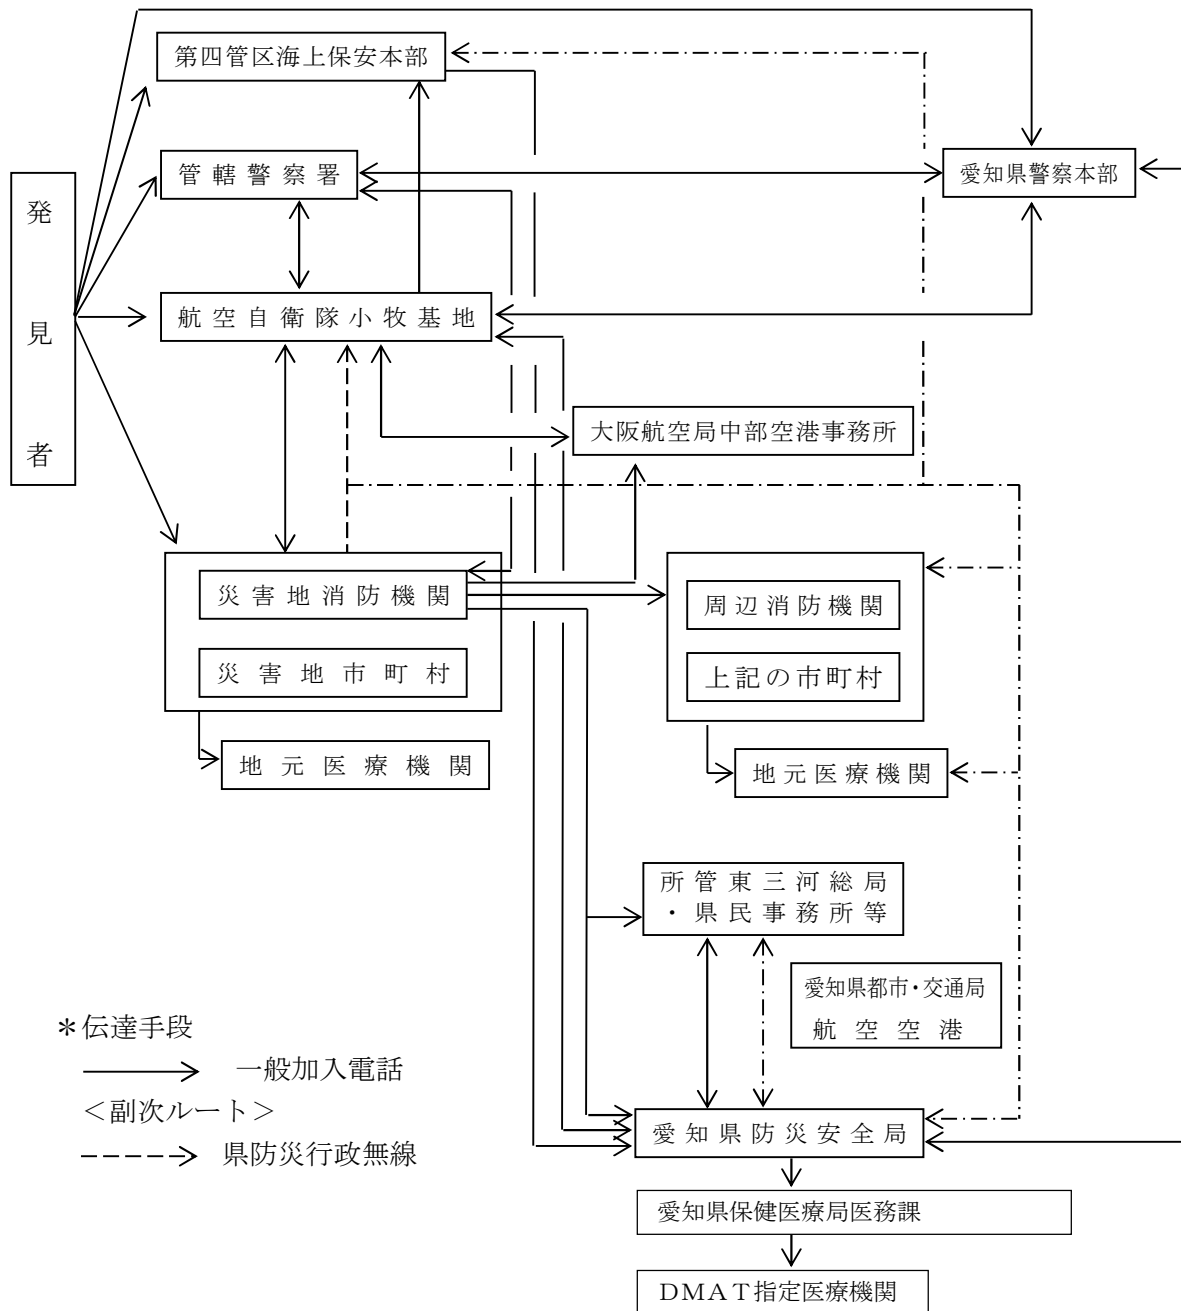 第四管区海上保安本部
管轄警察署
愛知県警察本部
発見者
航空自衛隊小牧基地
大阪航空局中部空港事務所
災害地消防機関
周辺消防機関
災害地市町村
上記の市町村
地元医療機関
地元医療機関
所管東三河総局
・県民事務所等
愛知県都市・交通局
航空空港
＊伝達手段
一般加入電話
＜副次ルート＞
県防災行政無線
愛知県防災安全局
愛知県保健医療局医務課
DMAT指定医療機関